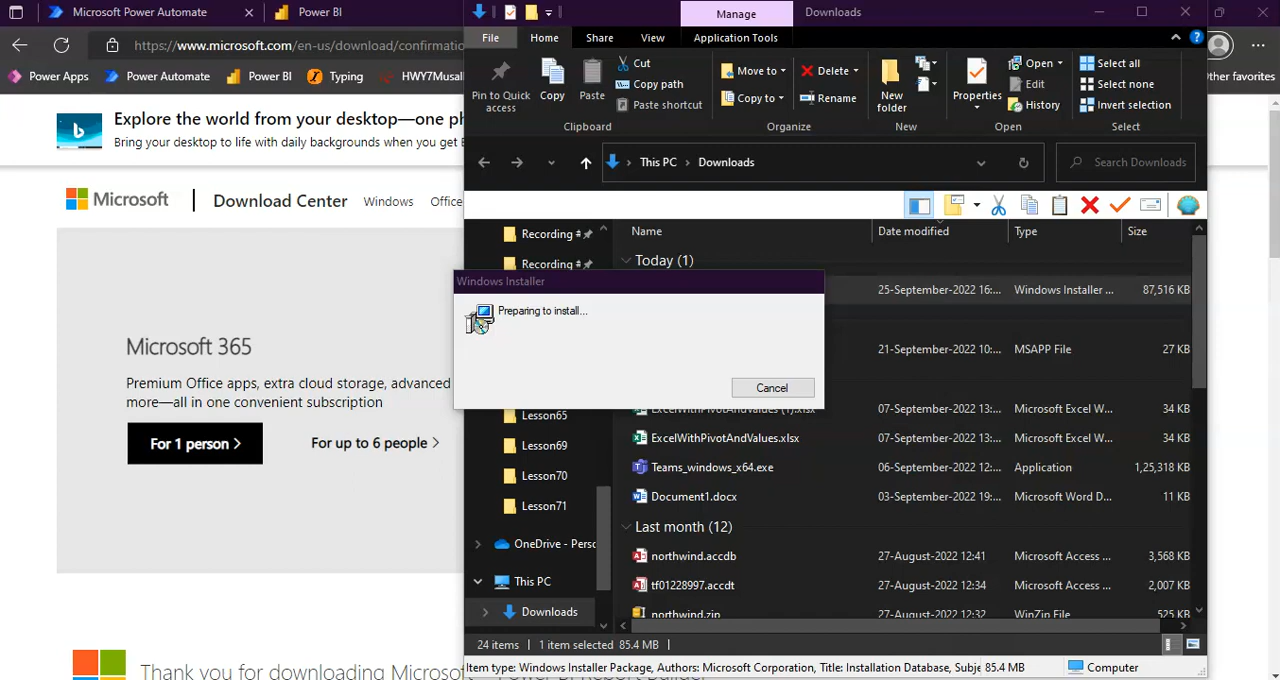 Microsoft Power Automate
Power BI
Manage
Downloads
https://www.microsoft.com/en-us/download/confirmatio
File
Home
Share
View
Application Tools
Power Apps
Power Automate
Power BI
Typing
HWY7Musall
Other favorites
Pin to Quick access
Copy
Paste
Cut
Copy path
Paste shortcut
Clipboard
Move to
Copy to
Delete
Rename
Organize
New folder
New
Properties
Open
Edit
History
Open
Select all
Select none
Invert selection
Select
Explore the world from your desktop—one ph
Bring your desktop to life with daily backgrounds when you get B
This PC
Downloads
Search Downloads
Microsoft
Download Center
Windows
Office
Name
Date modified
Type
Size
Recording
Recording
Today (1)
25-September-2022 16:...
Windows Installer ...
87,516 KB
Windows Installer
Preparing to install...
Cancel
21-September-2022 10:...
MSAPP File
27 KB
ExcelWithPivotAndValues (1).xlsx
07-September-2022 13:...
Microsoft Excel W...
34 KB
ExcelWithPivotAndValues.xlsx
07-September-2022 13:...
Microsoft Excel W...
34 KB
Teams_windows_x64.exe
06-September-2022 12:...
Application
1,25,318 KB
Document1.docx
03-September-2022 19:...
Microsoft Word D...
11 KB
Last month (12)
northwind.accdb
27-August-2022 12:41
Microsoft Access ...
3,568 KB
tf01228997.accdt
27-August-2022 12:34
Microsoft Access ...
2,007 KB
northwind.zip
27-August-2022 12:32
WinZip File
525 KB
Lesson65
Lesson69
Lesson70
Lesson71
OneDrive - Perso
This PC
Downloads
24 items
1 item selected 85.4 MB
Item type: Windows Installer Package, Authors: Microsoft Corporation, Title: Installation Database, Subje 85.4 MB
Computer
Microsoft 365
Premium Office apps, extra cloud storage, advanced
more—all in one convenient subscription
For 1 person
For up to 6 people
Thank you for downloading Microsof